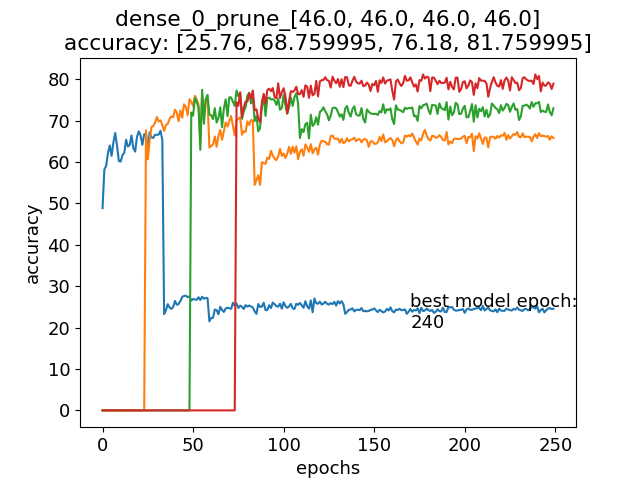 dense_0_prune_[46.0, 46.0, 46.0, 46.0]
accuracy: [25.76, 68.759995, 76.18, 81.759995]
accuracy
80
70
60
50
40
30
20
10
0
best model epoch:
240
0 50 100 150 200 250
epochs